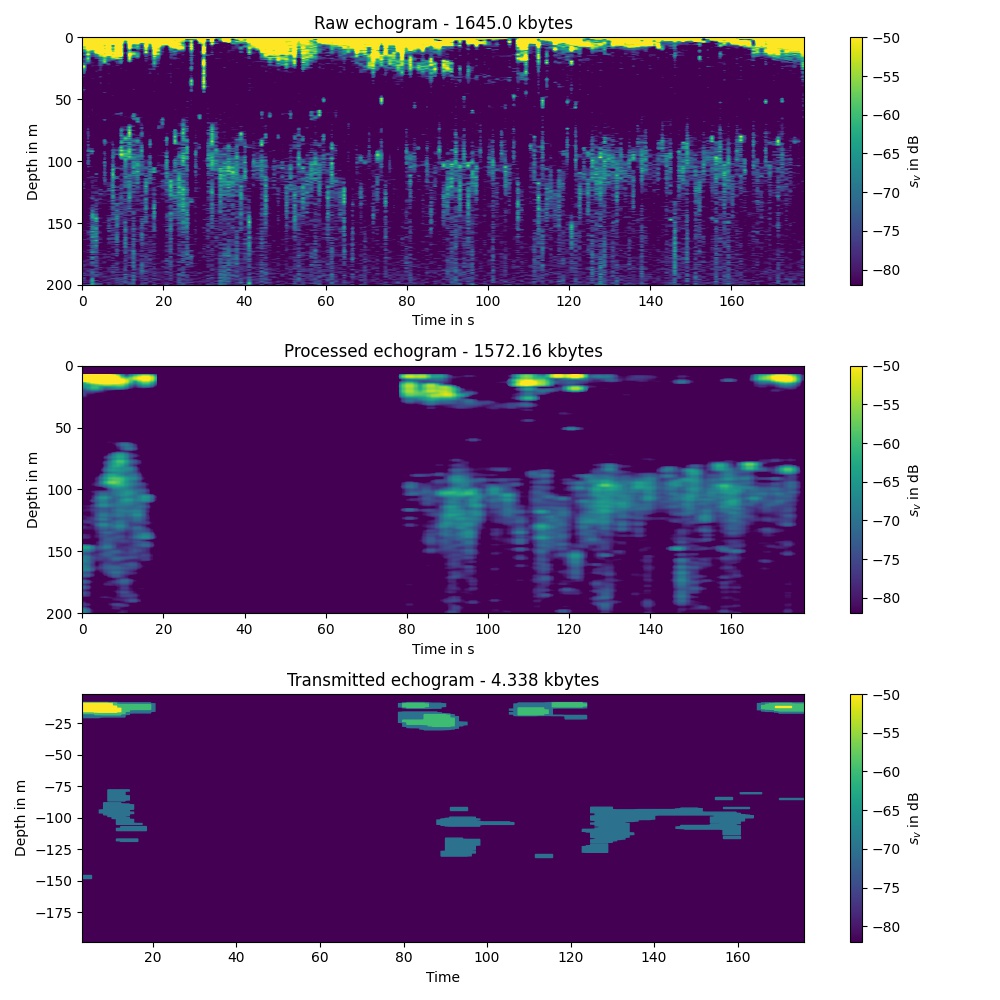 Raw echogram - 1645.0 kbytes
0
50
100
150
200
Depth in m
0 20 40 60 80 100 120 140 160
Time in s
−50
−55
−60
−65
−70
−75
−80
sv in dB
Processed echogram - 1572.16 kbytes
0
50
100
150
200
Depth in m
0 20 40 60 80 100 120 140 160
Time in s
−50
−55
−60
−65
−70
−75
−80
sv in dB
Transmitted echogram - 4.338 kbytes
−25
−50
−75
−100
−125
−150
−175
Depth in m
20 40 60 80 100 120 140 160
Time
−50
−55
−60
−65
−70
−75
−80
sv in dB